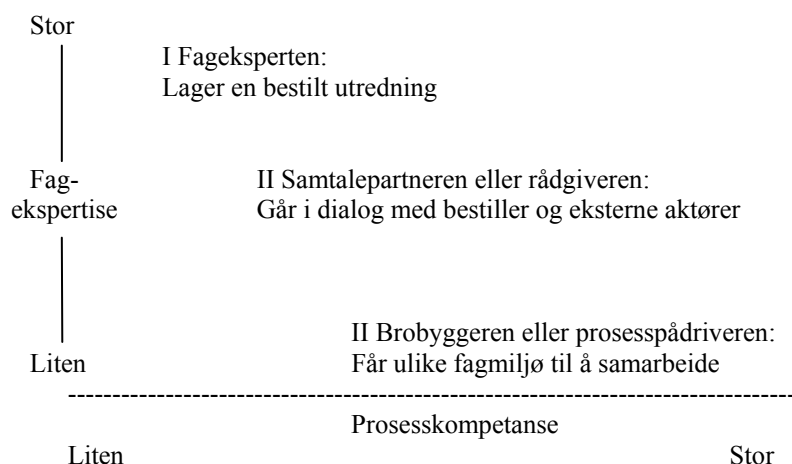 Stor
I Fageksperten:
Lager en bestilt utredning
Fag-
ekspertise
II Samtalepartneren eller rådgiveren:
Går i dialog med bestiller og eksterne aktører
II Brobyggeren eller prosesspådriveren:
Liten
Får ulike fagmiljø til å samarbeide
Prosesskompetanse
Liten
Stor